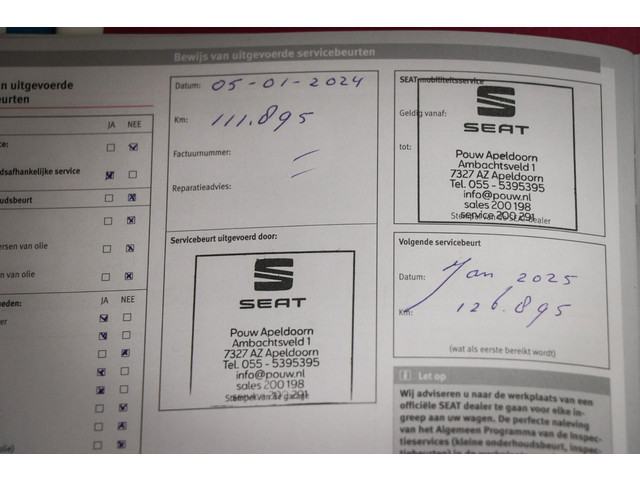 Bewijs van uitgevoerde servicebeurten
n uitgevoerde
eurten
JA NEE
ce:
dsafhankelijke service
oudsbeurt
ersen van olie
en van olie
eden:
JA NEE
er
Datum: 05-01-2024
Km: 111.895
Factuurnummer:
Reparatieadvies:
Servicebeurt uitgevoerd door:
SEAT
Pouw Apeldoorn
Ambachtsveld 1
7327 AZ Apeldoorn
Tel. 055 - 5395395
info@pouw.nl
sales 200 198
service 200 291
SEAT mobiliteitsservice
Geldig vanaf:
tot:
SEAT
Pouw Apeldoorn
Ambachtsveld 1
7327 AZ Apeldoorn
Tel. 055 - 5395395
info@pouw.nl
sales 200 198
service 200 291
Volgende servicebeurt
Datum: Jan 2025
Km: 126.895
(wat als eerste bereikt wordt)
i Let op
Wij adviseren u naar de werkplaats van een
officiële SEAT dealer te gaan voor elke in-
greep aan uw wagen. De perfecte naleving
van het Algemeen Programma van de Inspec-
tieservices (kleine onderhoudsbeurt, inspec-